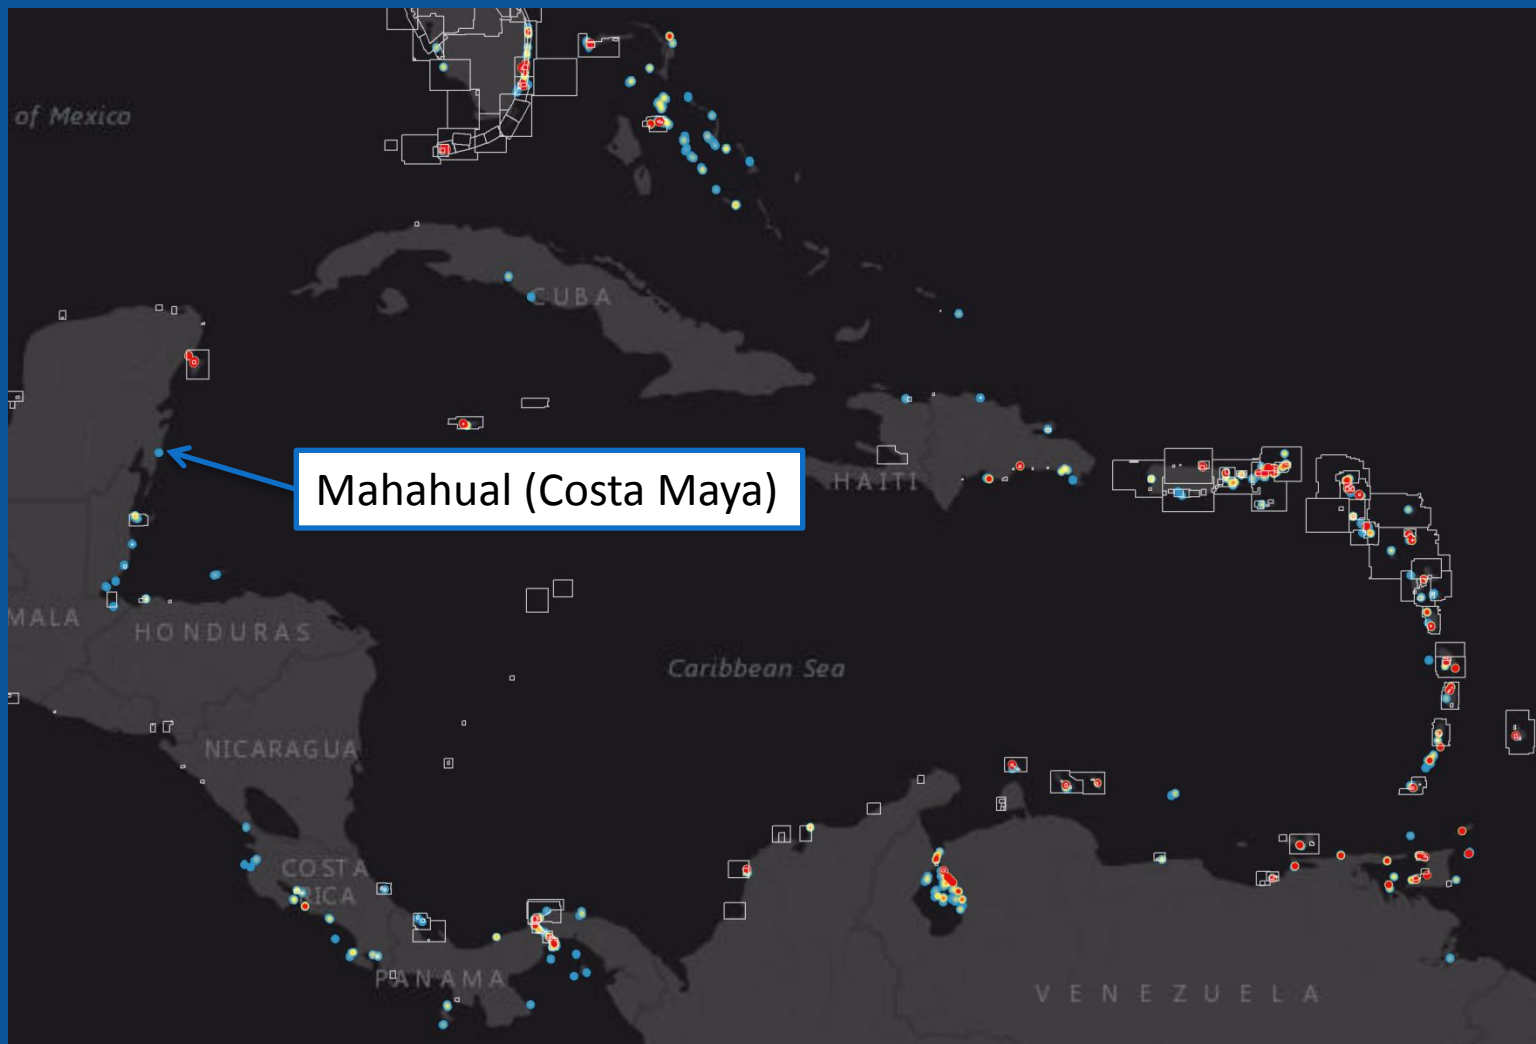 of Mexico
CUBA
Mahahual (Costa Maya)
HAITI
MALA
HONDURAS
Caribbean Sea
NICARAGUA
COSTA
RICA
PANAMA
VENEZUELA